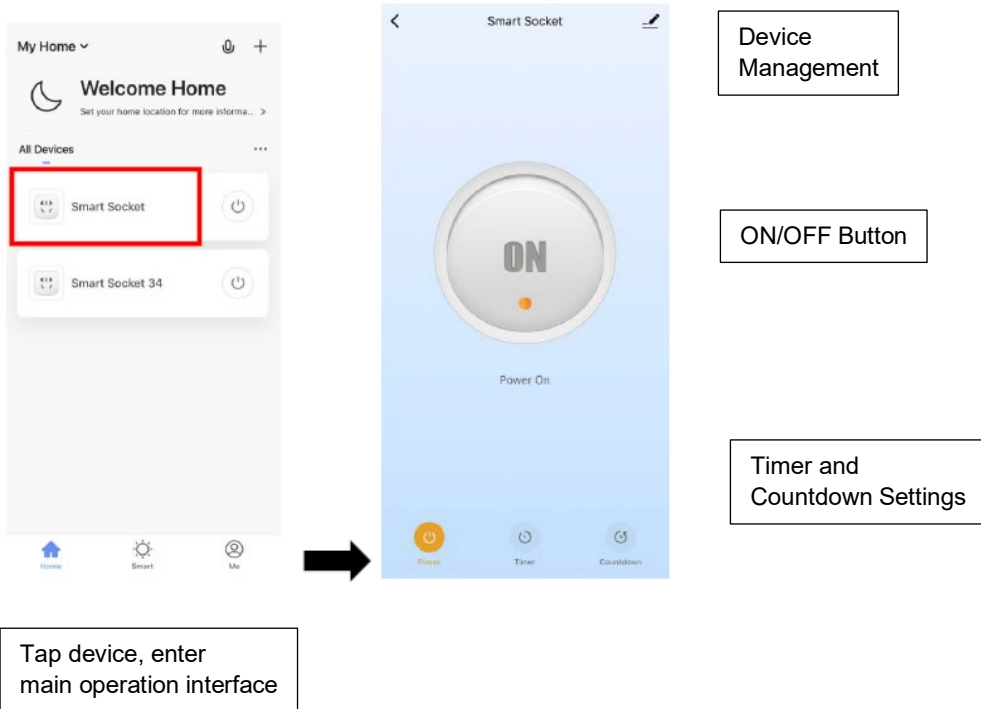 My Home
Welcome Home
Set your home location for more informa... >
All Devices
Smart Socket
Smart Socket 34
Home
Smart
Me
Tap device, enter
main operation interface
Smart Socket
ON
Power On
Power
Timer
Countdown
Device
Management
ON/OFF Button
Timer and
Countdown Settings